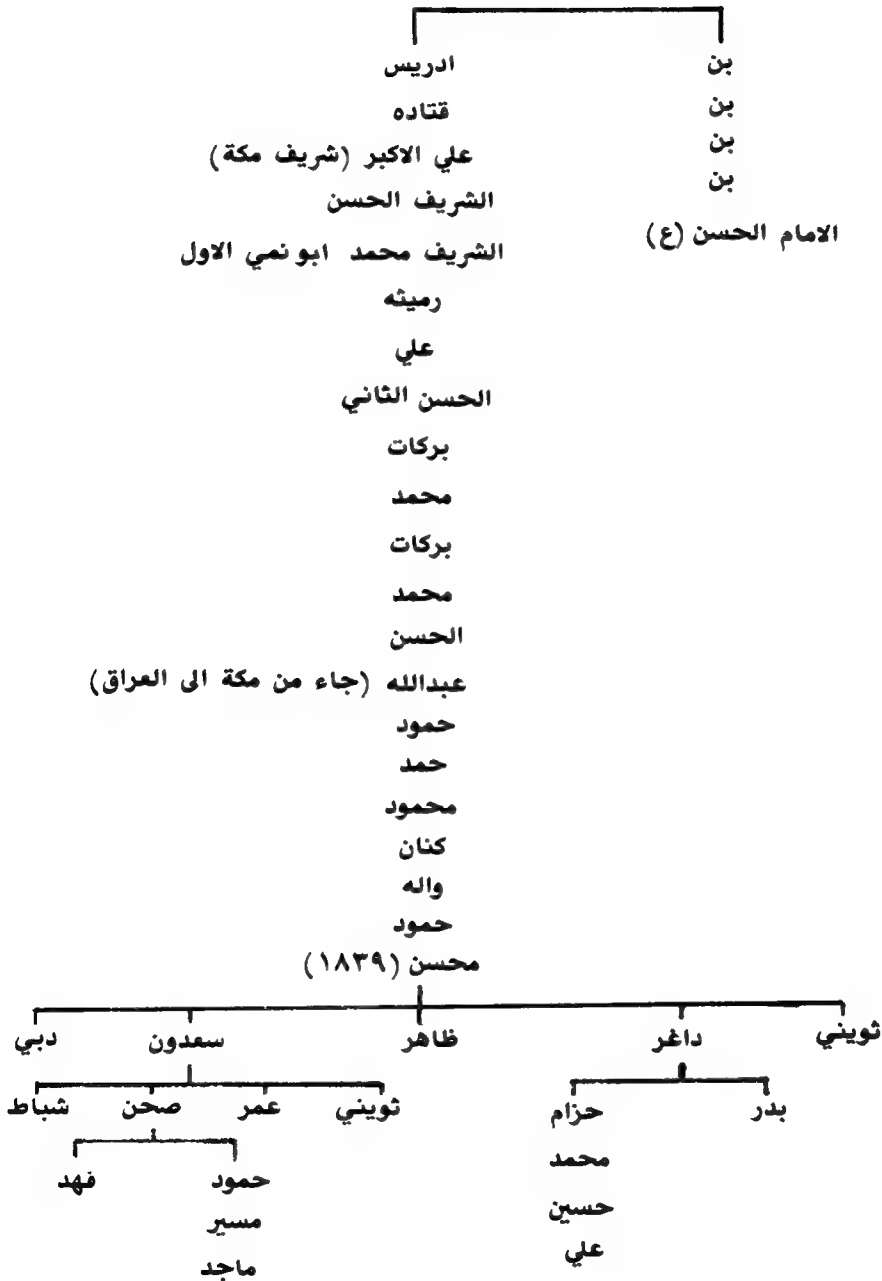 بن ادريس
بن قتاده
بن علي الاكبر (شريف مكة)
بن الشريف الحسن
الامام الحسن (ع)
الشريف محمد ابو نمي الاول
رميثه
علي
الحسن الثاني
بركات
محمد
بركات
محمد
الحسن
عبدالله (جاء من مكة الى العراق)
حمود
حمد
محمود
كنان
واله
حمود
محسن (١٨٣٩)
ثويني داغر ظاهر سعدون دبي
بدر حزام ثويني عمر صحن شباط
محمد
حمود فهد
حسين مسير
علي ماجد